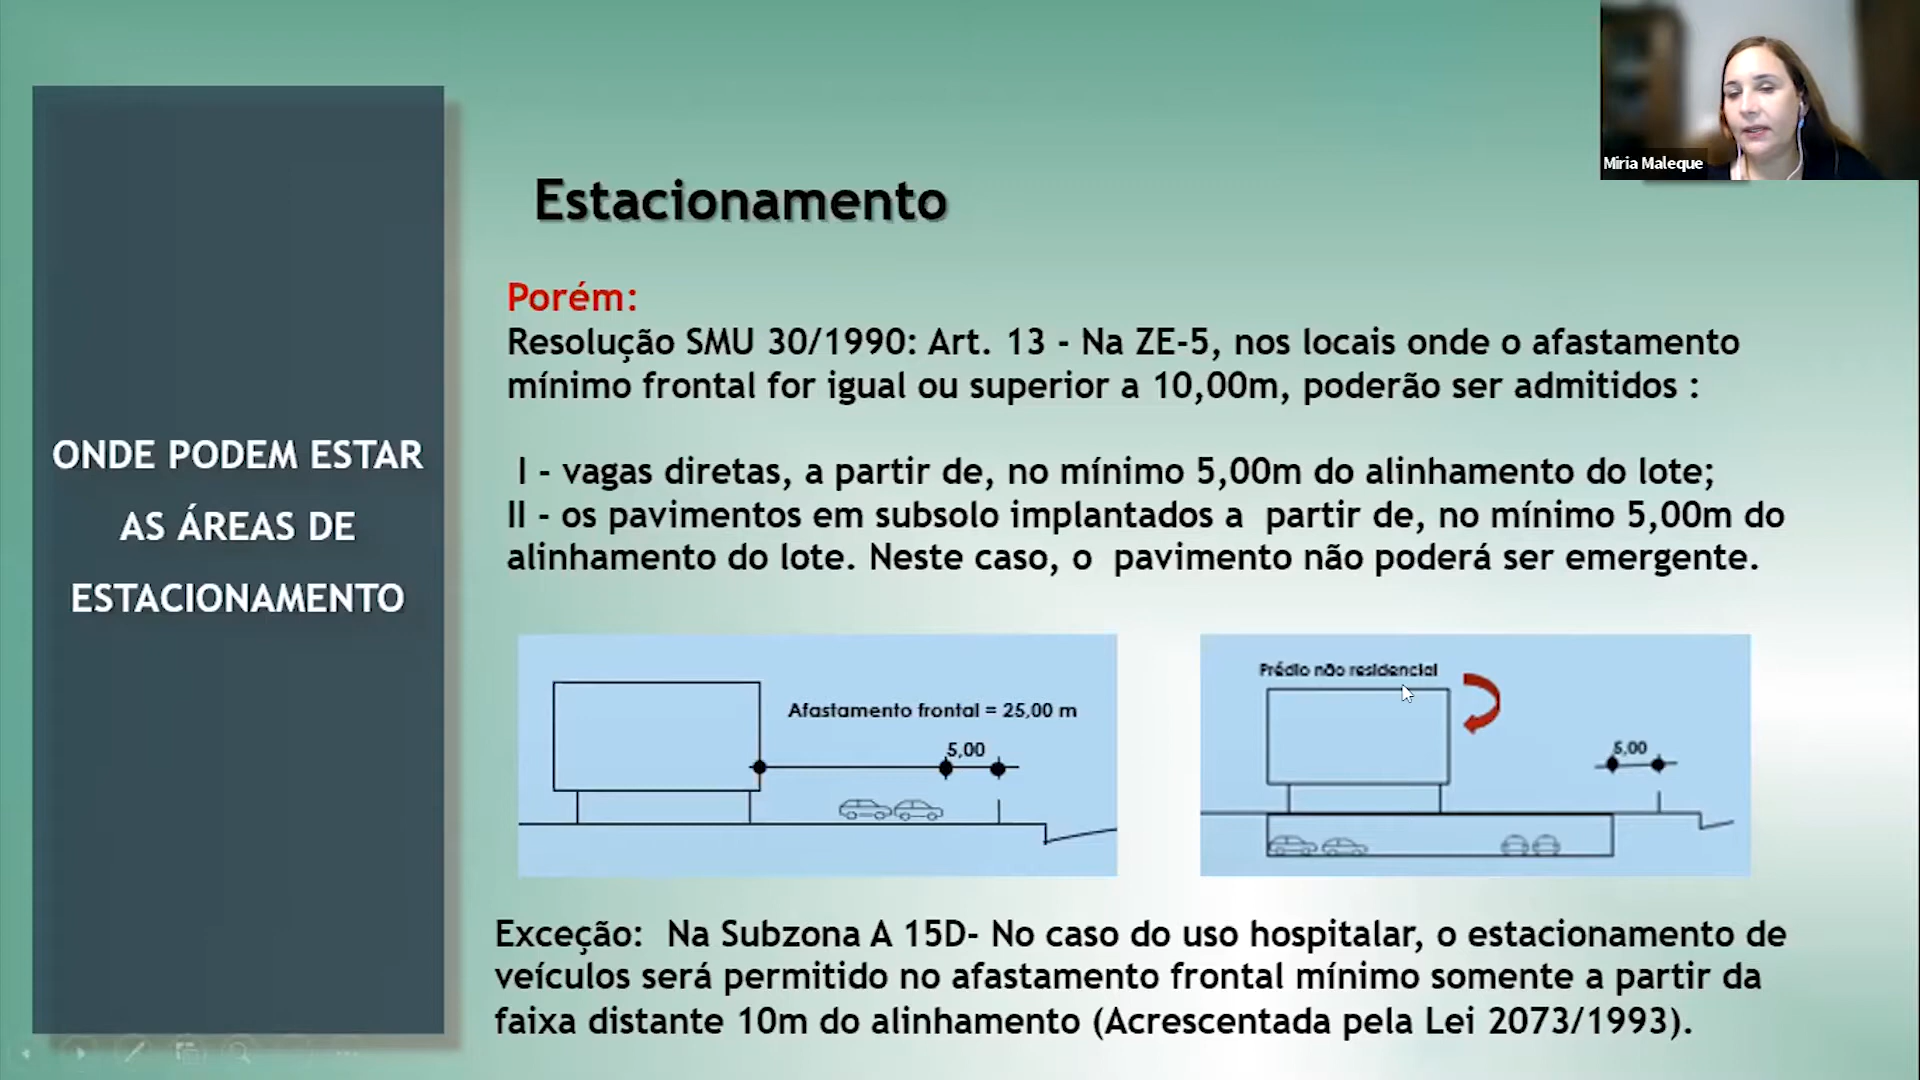 Miria Maleque
ONDE PODEM ESTAR
AS ÁREAS DE
ESTACIONAMENTO
Estacionamento
Porém:
Resolução SMU 30/1990: Art. 13 - Na ZE-5, nos locais onde o afastamento
mínimo frontal for igual ou superior a 10,00m, poderão ser admitidos :
I - vagas diretas, a partir de, no mínimo 5,00m do alinhamento do lote;
II - os pavimentos em subsolo implantados a partir de, no mínimo 5,00m do
alinhamento do lote. Neste caso, o pavimento não poderá ser emergente.
Afastamento frontal = 25,00 m
5,00
Prédio não residencial
5,00
Exceção: Na Subzona A 15D- No caso do uso hospitalar, o estacionamento de
veículos será permitido no afastamento frontal mínimo somente a partir da
faixa distante 10m do alinhamento (Acrescentada pela Lei 2073/1993).